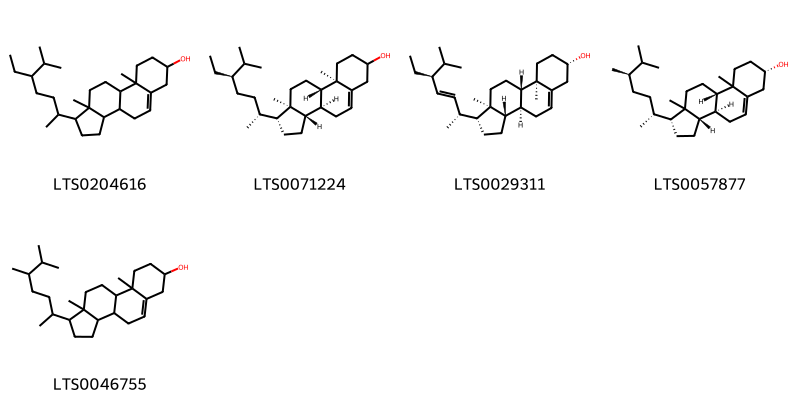 OH OH OH OH
H H H H H H H H H
LTS0204616 LTS0071224 LTS0029311 LTS0057877
OH
LTS0046755